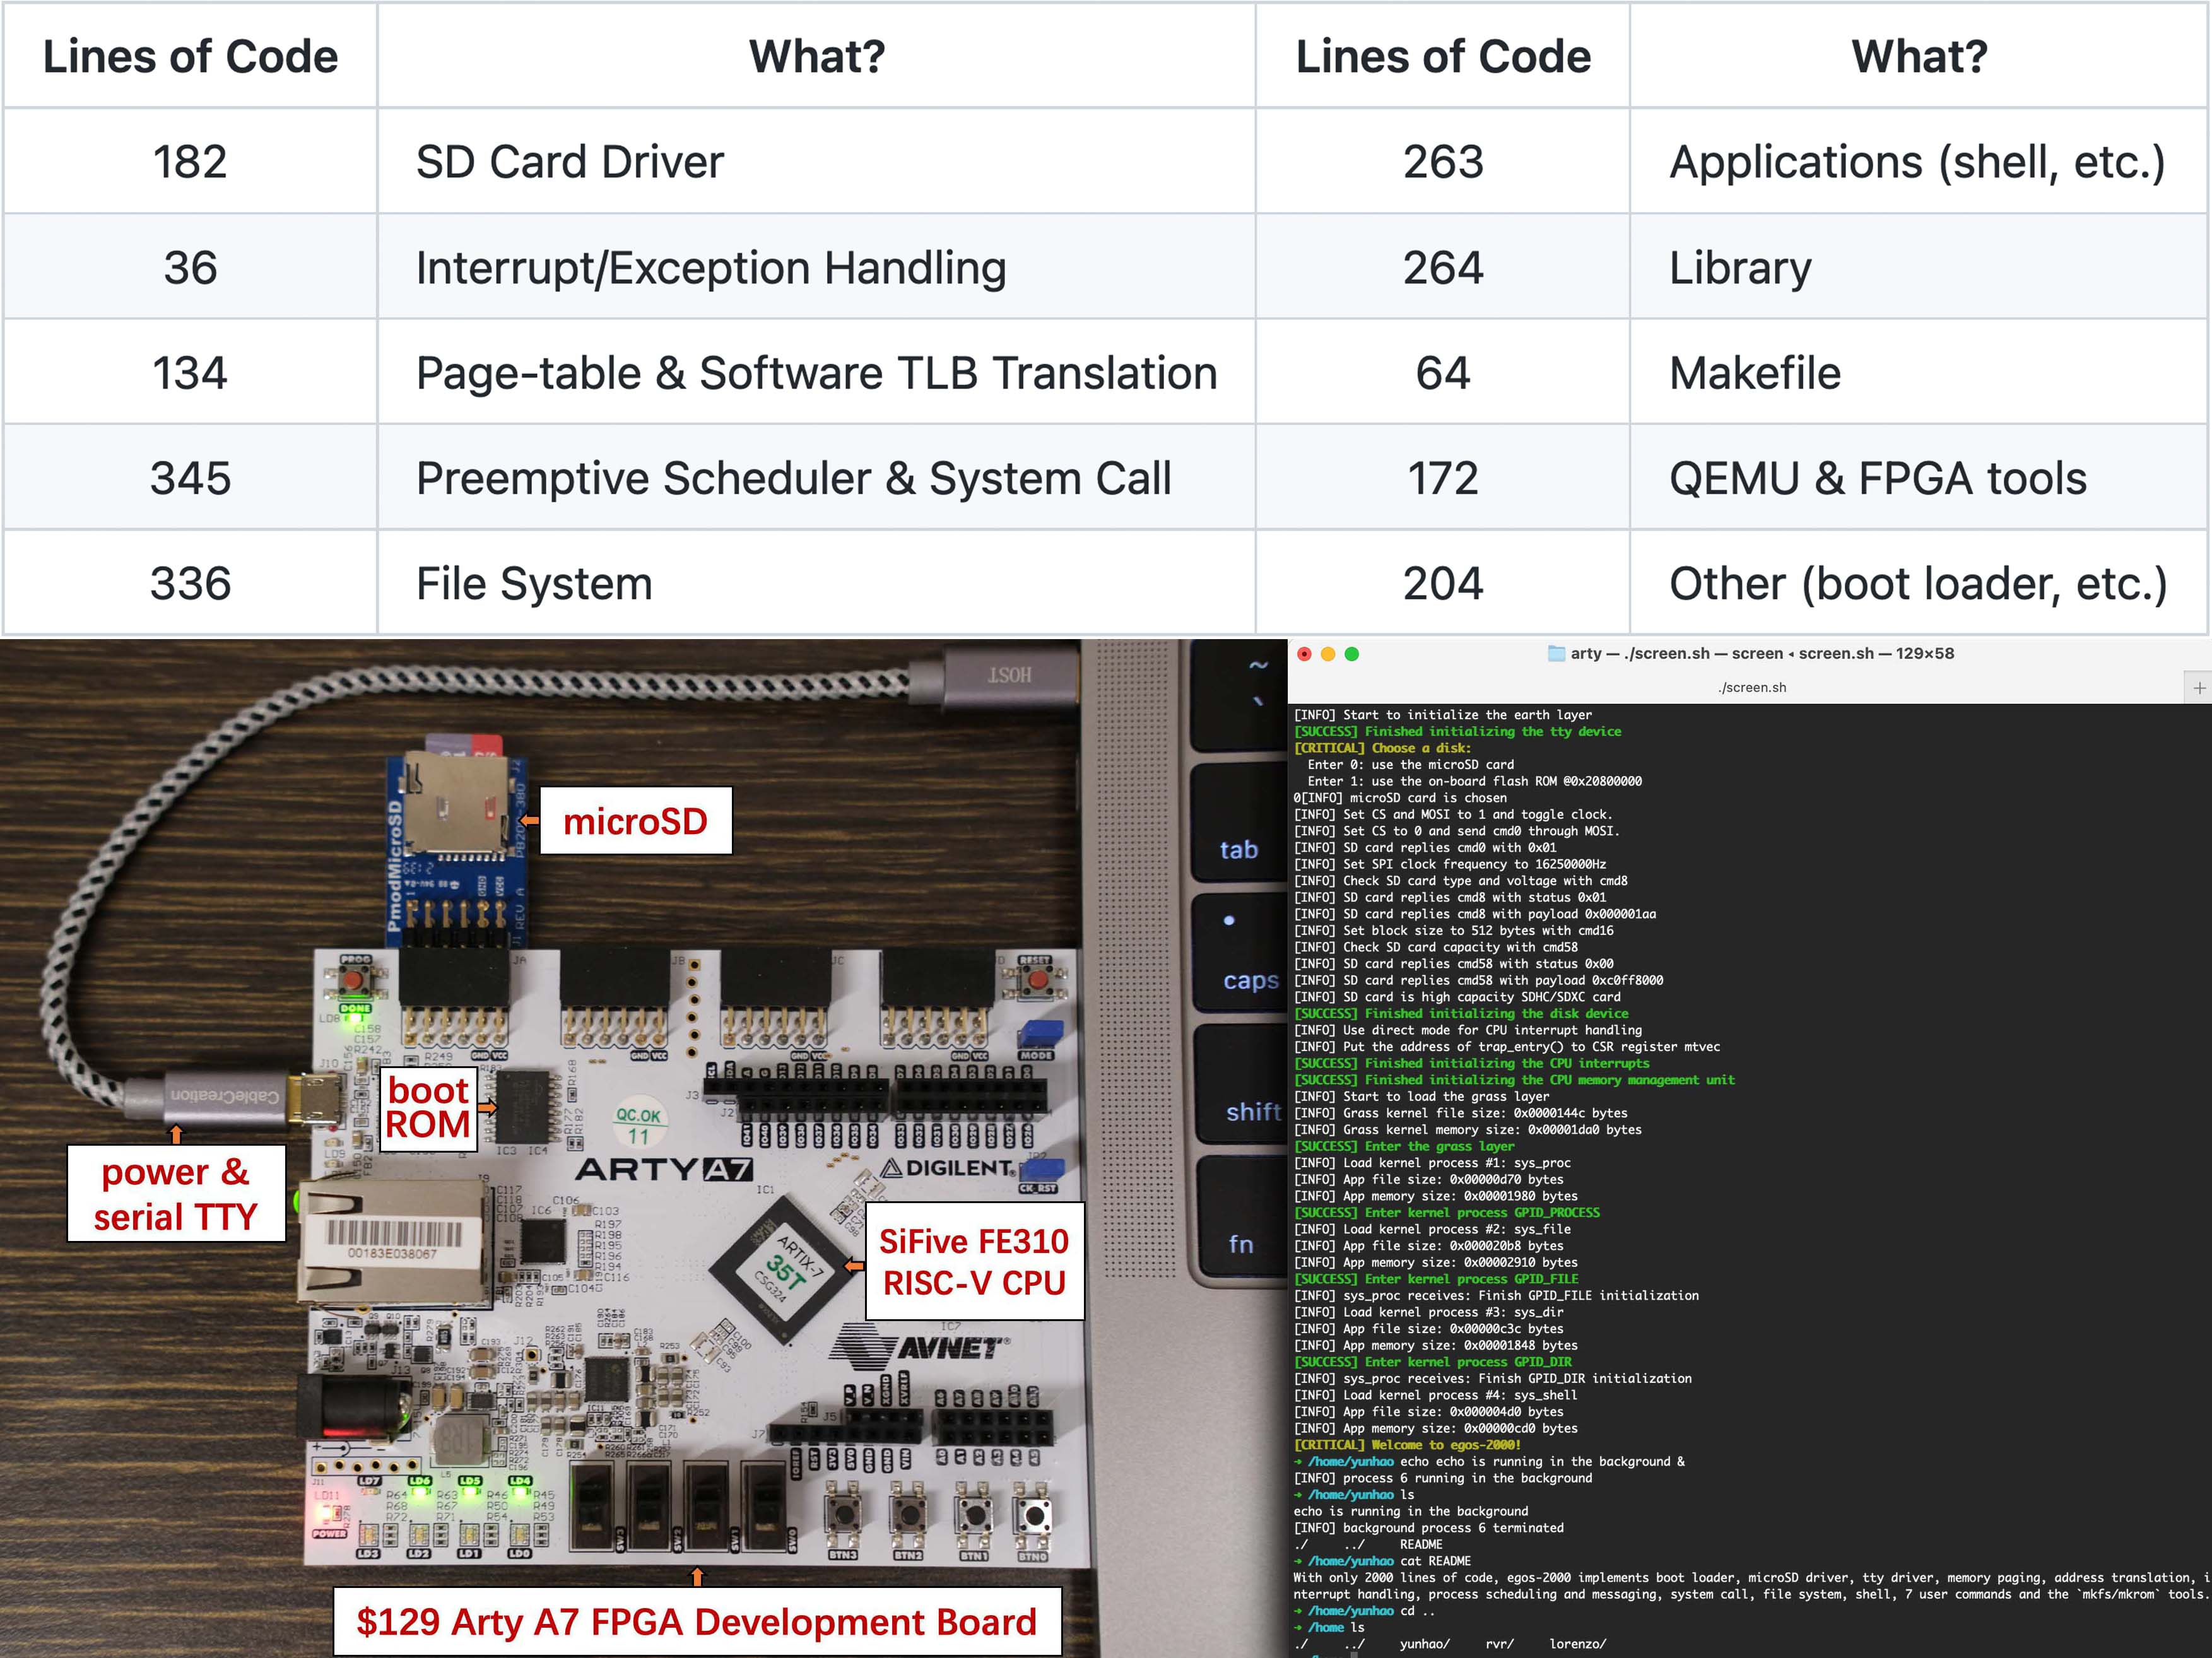 Lines of Code What? Lines of Code What?
182 SD Card Driver 263 Applications (shell, etc.)
36 Interrupt/Exception Handling 264 Library
134 Page-table & Software TLB Translation 64 Makefile
345 Preemptive Scheduler & System Call 172 QEMU & FPGA tools
336 File System 204 Other (boot loader, etc.)
HOST
~
`
tab
caps
shift
fn
microSD
PmodMicroSD
REV A
PROG
DONE
RESET
JA
JB
JC
GND VCC
GND VCC
GND VCC
GND VCC
MODE
CableCreation
boot
ROM
QC.OK
11
power &
serial TTY
ARTY A7
DIGILENT
CK_RST
00183E038067
ARTIX-7
35T
CSG324
SiFive FE310
RISC-V CPU
AVNET
LD7 LD6 LD5 LD4
LD11
POWER
LD3 LD2 LD1 LD0
SW3 SW2 SW1 SW0
BTN3 BTN2 BTN1 BTN0
$129 Arty A7 FPGA Development Board
arty — ./screen.sh — screen ◂ screen.sh — 129×58
./screen.sh
[INFO] Start to initialize the earth layer
[SUCCESS] Finished initializing the tty device
[CRITICAL] Choose a disk:
Enter 0: use the microSD card
Enter 1: use the on-board flash ROM @0x20800000
0[INFO] microSD card is chosen
[INFO] Set CS and MOSI to 1 and toggle clock.
[INFO] Set CS to 0 and send cmd0 through MOSI.
[INFO] SD card replies cmd0 with 0x01
[INFO] Set SPI clock frequency to 16250000Hz
[INFO] Check SD card type and voltage with cmd8
[INFO] SD card replies cmd8 with status 0x01
[INFO] SD card replies cmd8 with payload 0x000001aa
[INFO] Set block size to 512 bytes with cmd16
[INFO] Check SD card capacity with cmd58
[INFO] SD card replies cmd58 with status 0x00
[INFO] SD card replies cmd58 with payload 0xc0ff8000
[INFO] SD card is high capacity SDHC/SDXC card
[SUCCESS] Finished initializing the disk device
[INFO] Use direct mode for CPU interrupt handling
[INFO] Put the address of trap_entry() to CSR register mtvec
[SUCCESS] Finished initializing the CPU interrupts
[SUCCESS] Finished initializing the CPU memory management unit
[INFO] Start to load the grass layer
[INFO] Grass kernel file size: 0x0000144c bytes
[INFO] Grass kernel memory size: 0x00001da0 bytes
[SUCCESS] Enter the grass layer
[INFO] Load kernel process #1: sys_proc
[INFO] App file size: 0x00000d70 bytes
[INFO] App memory size: 0x00001980 bytes
[SUCCESS] Enter kernel process GPID_PROCESS
[INFO] Load kernel process #2: sys_file
[INFO] App file size: 0x000020b8 bytes
[INFO] App memory size: 0x00002910 bytes
[SUCCESS] Enter kernel process GPID_FILE
[INFO] sys_proc receives: Finish GPID_FILE initialization
[INFO] Load kernel process #3: sys_dir
[INFO] App file size: 0x00000c3c bytes
[INFO] App memory size: 0x00001848 bytes
[SUCCESS] Enter kernel process GPID_DIR
[INFO] sys_proc receives: Finish GPID_DIR initialization
[INFO] Load kernel process #4: sys_shell
[INFO] App file size: 0x000004d0 bytes
[INFO] App memory size: 0x00000cd0 bytes
[CRITICAL] Welcome to egos-2000!
→ /home/yunhao echo echo is running in the background &
[INFO] process 6 running in the background
→ /home/yunhao ls
echo is running in the background
[INFO] background process 6 terminated
./ ../ README
→ /home/yunhao cat README
With only 2000 lines of code, egos-2000 implements boot loader, microSD driver, tty driver, memory paging, address translation, i
nterrupt handling, process scheduling and messaging, system call, file system, shell, 7 user commands and the `mkfs/mkrom` tools.
→ /home/yunhao cd ..
→ /home ls
./ ../ yunhao/ rvr/ lorenzo/